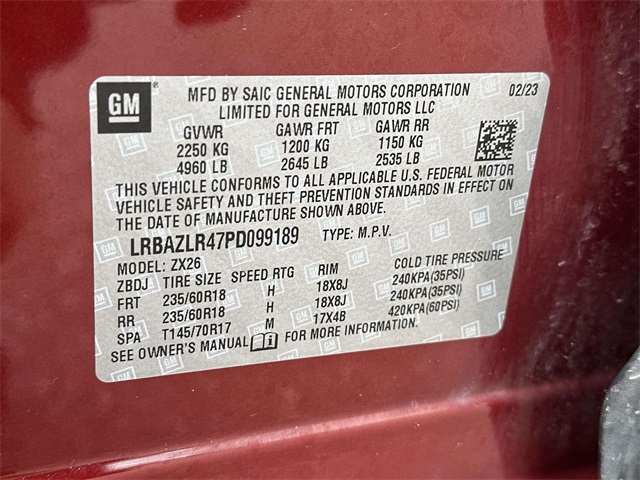 GM
MFD BY SAIC GENERAL MOTORS CORPORATION 02/23
LIMITED FOR GENERAL MOTORS LLC
GVWR GAWR FRT GAWR RR
2250 KG 1200 KG 1150 KG
4960 LB 2645 LB 2535 LB
THIS VEHICLE CONFORMS TO ALL APPLICABLE U.S. FEDERAL MOTOR
VEHICLE SAFETY AND THEFT PREVENTION STANDARDS IN EFFECT ON
THE DATE OF MANUFACTURE SHOWN ABOVE.
LRBAZLR47PD099189 TYPE: M.P.V.
MODEL: ZX26
ZBDJ TIRE SIZE SPEED RTG RIM COLD TIRE PRESSURE
FRT 235/60R18 H 18X8J 240KPA(35PSI)
RR 235/60R18 H 18X8J 240KPA(35PSI)
SPA T145/70R17 M 17X4B 420KPA(60PSI)
SEE OWNER'S MANUAL i FOR MORE INFORMATION.